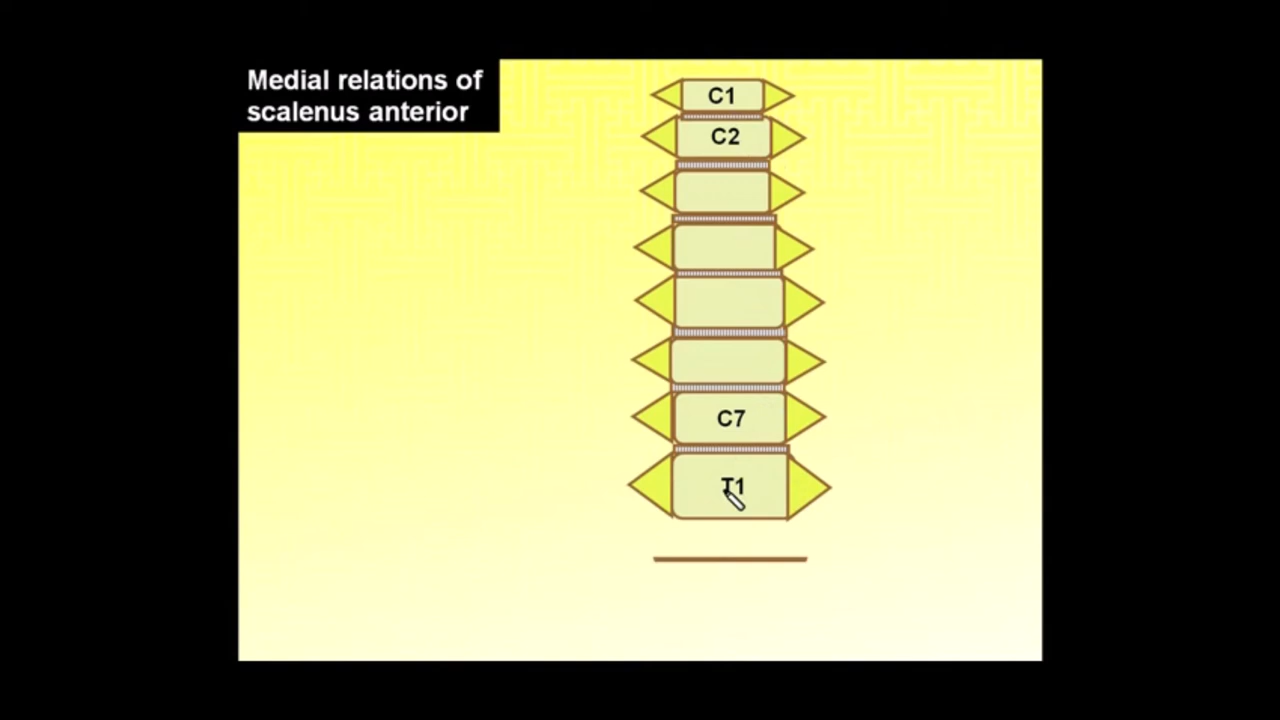 Medial relations of
scalenus anterior
C1
C2
C7
T1